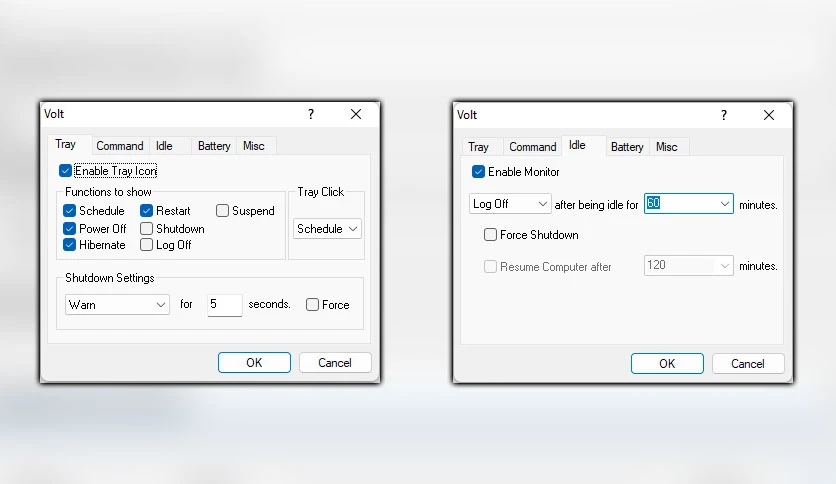 Volt ?
Tray Command Idle Battery Misc
Enable Tray Icon
Functions to show
Schedule Restart Suspend
Power Off Shutdown
Hibernate Log Off
Tray Click
Schedule
Shutdown Settings
Warn for 5 seconds. Force
OK Cancel
Volt ?
Tray Command Idle Battery Misc
Enable Monitor
Log Off after being idle for 60 minutes.
Force Shutdown
Resume Computer after 120 minutes.
OK Cancel